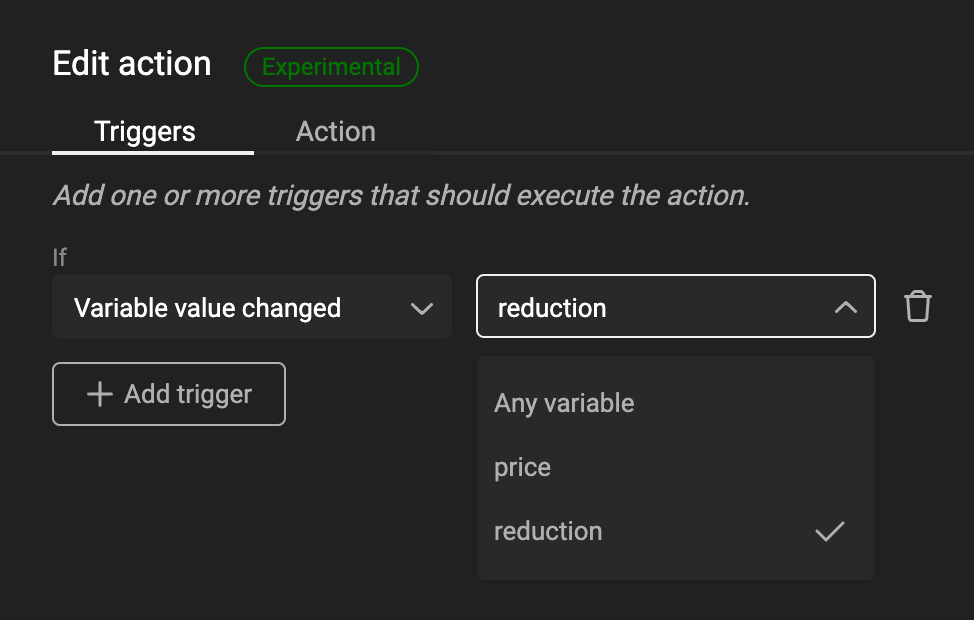 Edit action Experimental
Triggers Action
Add one or more triggers that should execute the action.
If
Variable value changed reduction
Add trigger
Any variable
price
reduction